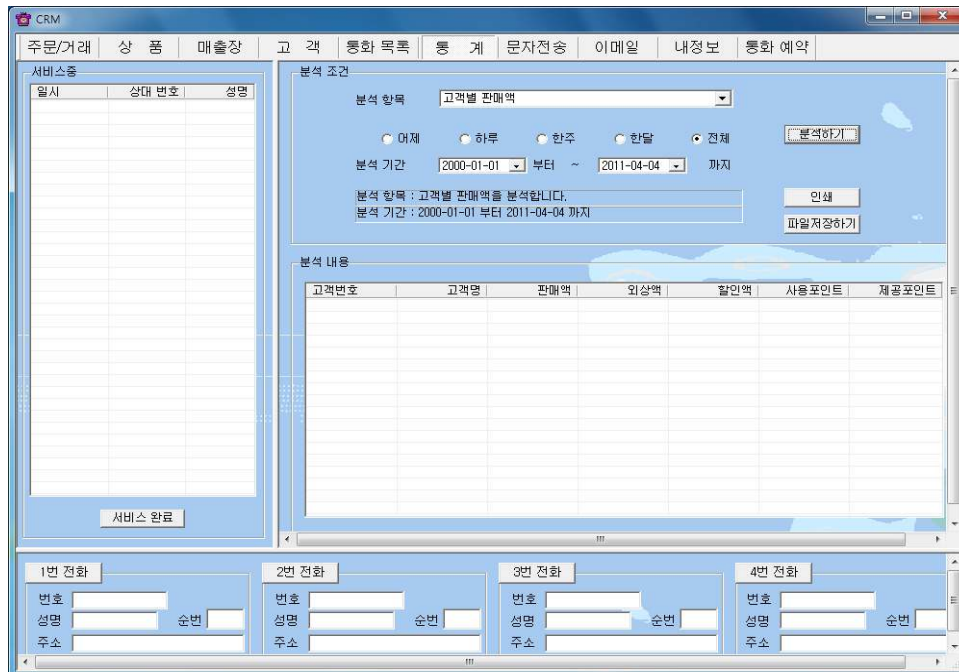 CRM
주문/거래 상 품 매출장 고 객 통화 목록 통 계 문자전송 이메일 내정보 통화 예약
서비스중
일시 상대 번호 성명
서비스 완료
분석 조건
분석 항목 고객별 판매액
어제 하루 한주 한달 전체 분석하기
분석 기간 2000-01-01 부터 ~ 2011-04-04 까지
분석 항목 : 고객별 판매액을 분석합니다.
분석 기간 : 2000-01-01 부터 2011-04-04 까지
인쇄
파일저장하기
분석 내용
고객번호 고객명 판매액 외상액 할인액 사용포인트 제공포인트
1번 전화 2번 전화 3번 전화 4번 전화
번호 번호 번호 번호
성명 순번 성명 순번 성명 순번 성명 순번
주소 주소 주소 주소